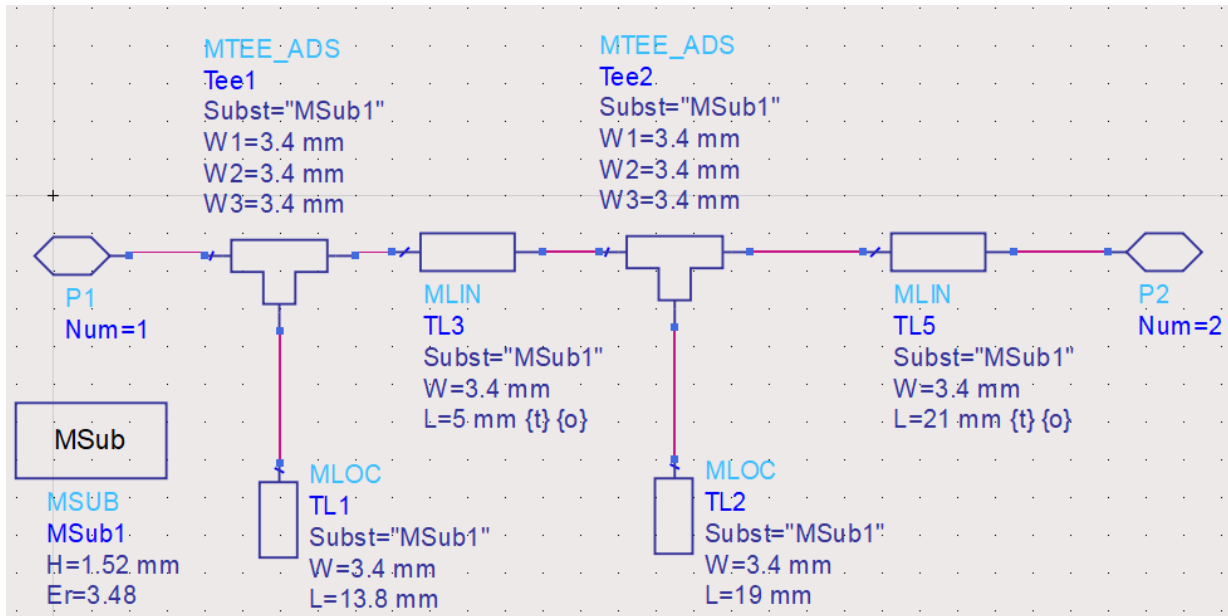 MTEE_ADS
Tee1
Subst="MSub1"
W1=3.4 mm
W2=3.4 mm
W3=3.4 mm
MTEE_ADS
Tee2
Subst="MSub1"
W1=3.4 mm
W2=3.4 mm
W3=3.4 mm
P1
Num=1
MLIN
TL3
Subst="MSub1"
W=3.4 mm
L=5 mm {t} {o}
MLIN
TL5
Subst="MSub1"
W=3.4 mm
L=21 mm {t} {o}
P2
Num=2
MSub
MSUB
MSub1
H=1.52 mm
Er=3.48
MLOC
TL1
Subst="MSub1"
W=3.4 mm
L=13.8 mm
MLOC
TL2
Subst="MSub1"
W=3.4 mm
L=19 mm